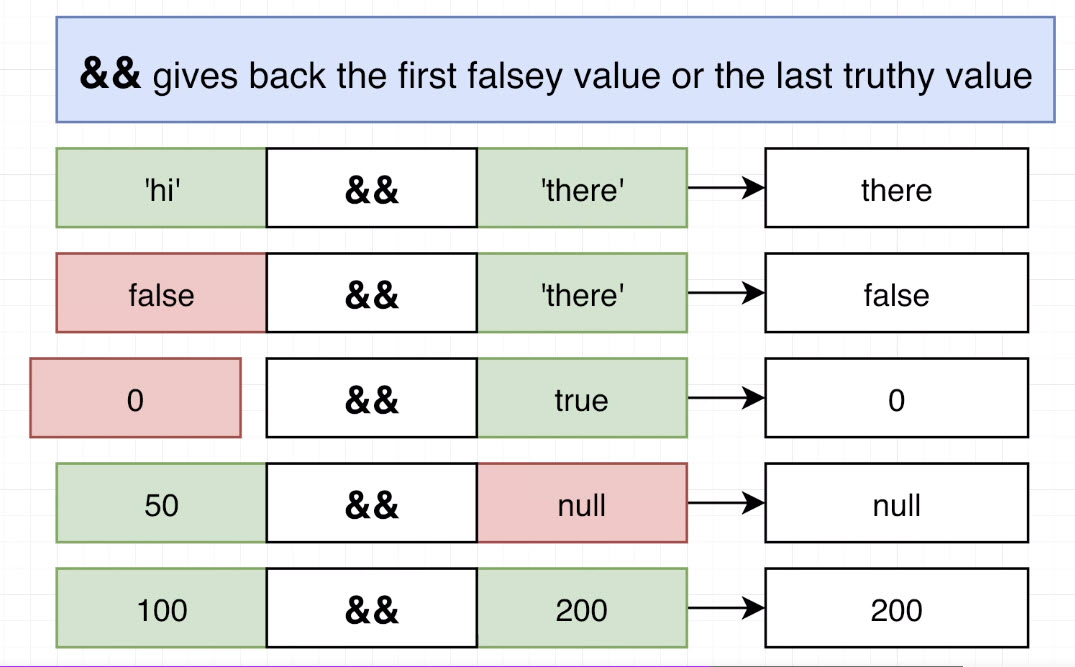 && gives back the first falsey value or the last truthy value
'hi' && 'there' there
false && 'there' false
0 && true 0
50 && null null
100 && 200 200